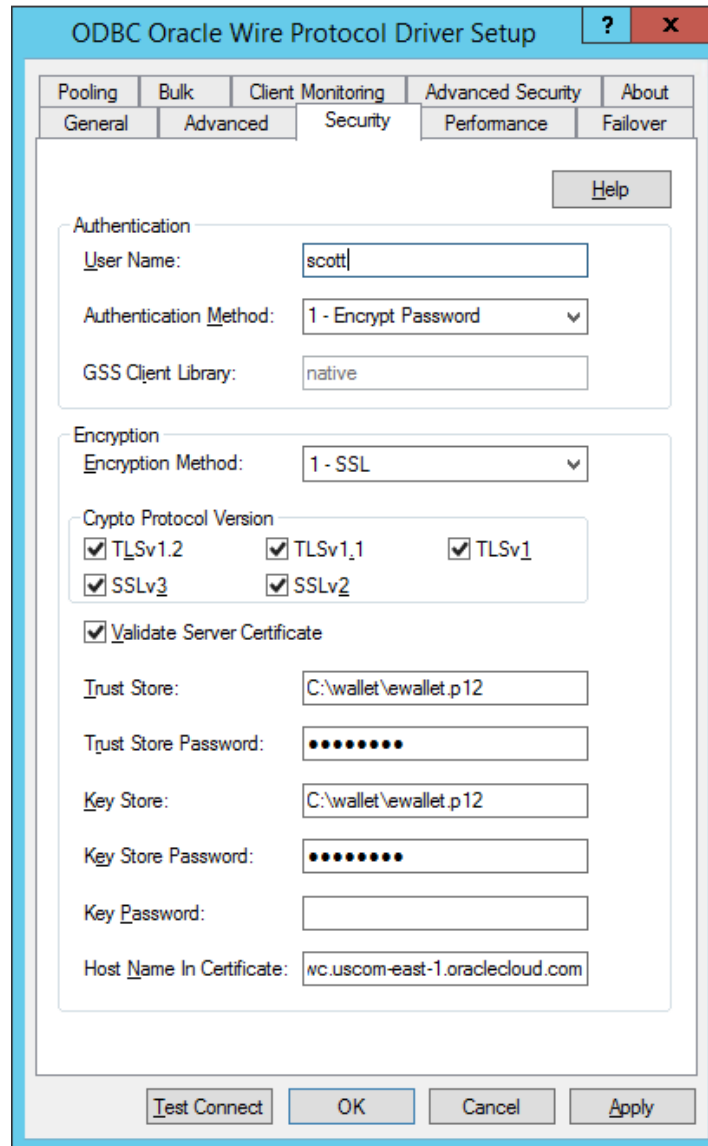 ODBC Oracle Wire Protocol Driver Setup ? x
Pooling Bulk Client Monitoring Advanced Security About
General Advanced Security Performance Failover
Help
Authentication
User Name: scott
Authentication Method: 1 - Encrypt Password
GSS Client Library: native
Encryption
Encryption Method: 1 - SSL
Crypto Protocol Version
TLSv1.2 TLSv1.1 TLSv1
SSLv3 SSLv2
Validate Server Certificate
Trust Store: C:\wallet\ewallet.p12
Trust Store Password: ●●●●●●●●
Key Store: C:\wallet\ewallet.p12
Key Store Password: ●●●●●●●●
Key Password:
Host Name In Certificate: wc.uscom-east-1.oraclecloud.com
Test Connect OK Cancel Apply